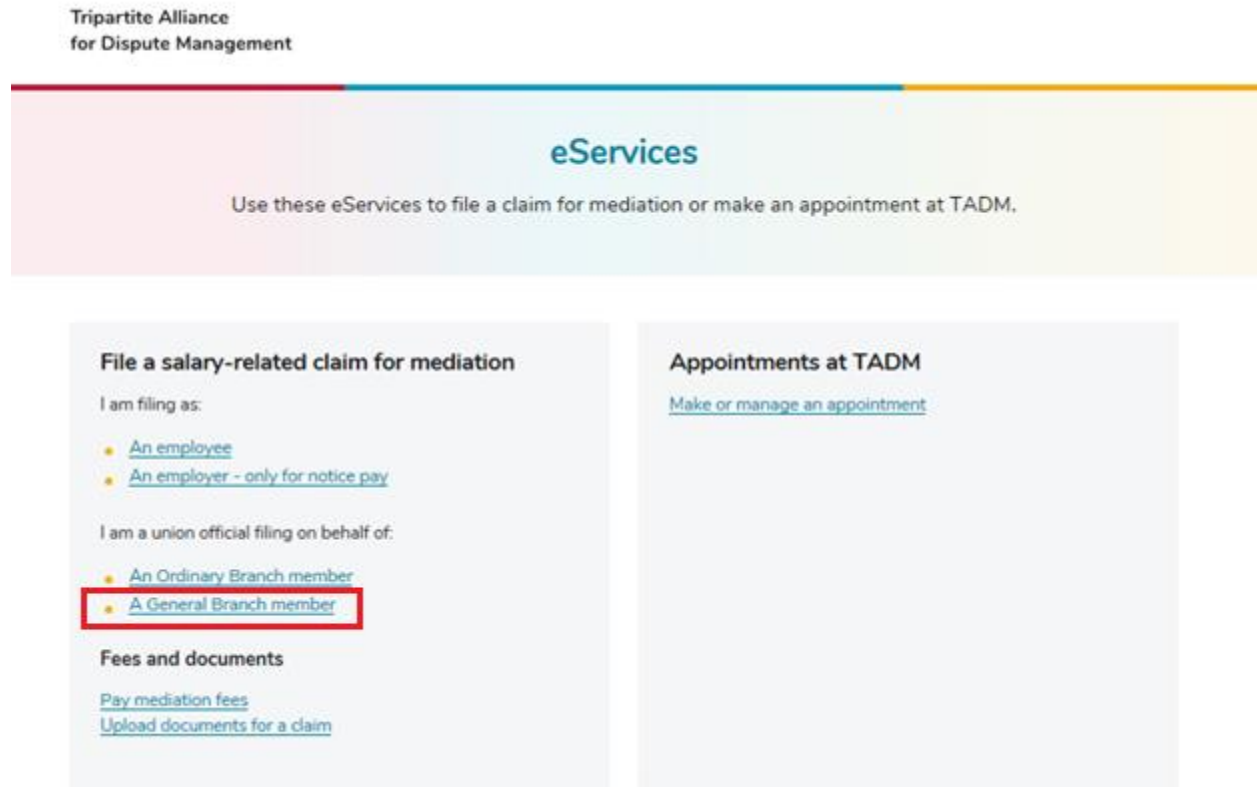 Tripartite Alliance
for Dispute Management
eServices
Use these eServices to file a claim for mediation or make an appointment at TADM.
File a salary-related claim for mediation
I am filing as:
An employee
An employer - only for notice pay
I am a union official filing on behalf of:
An Ordinary Branch member
A General Branch member
Fees and documents
Pay mediation fees
Upload documents for a claim
Appointments at TADM
Make or manage an appointment